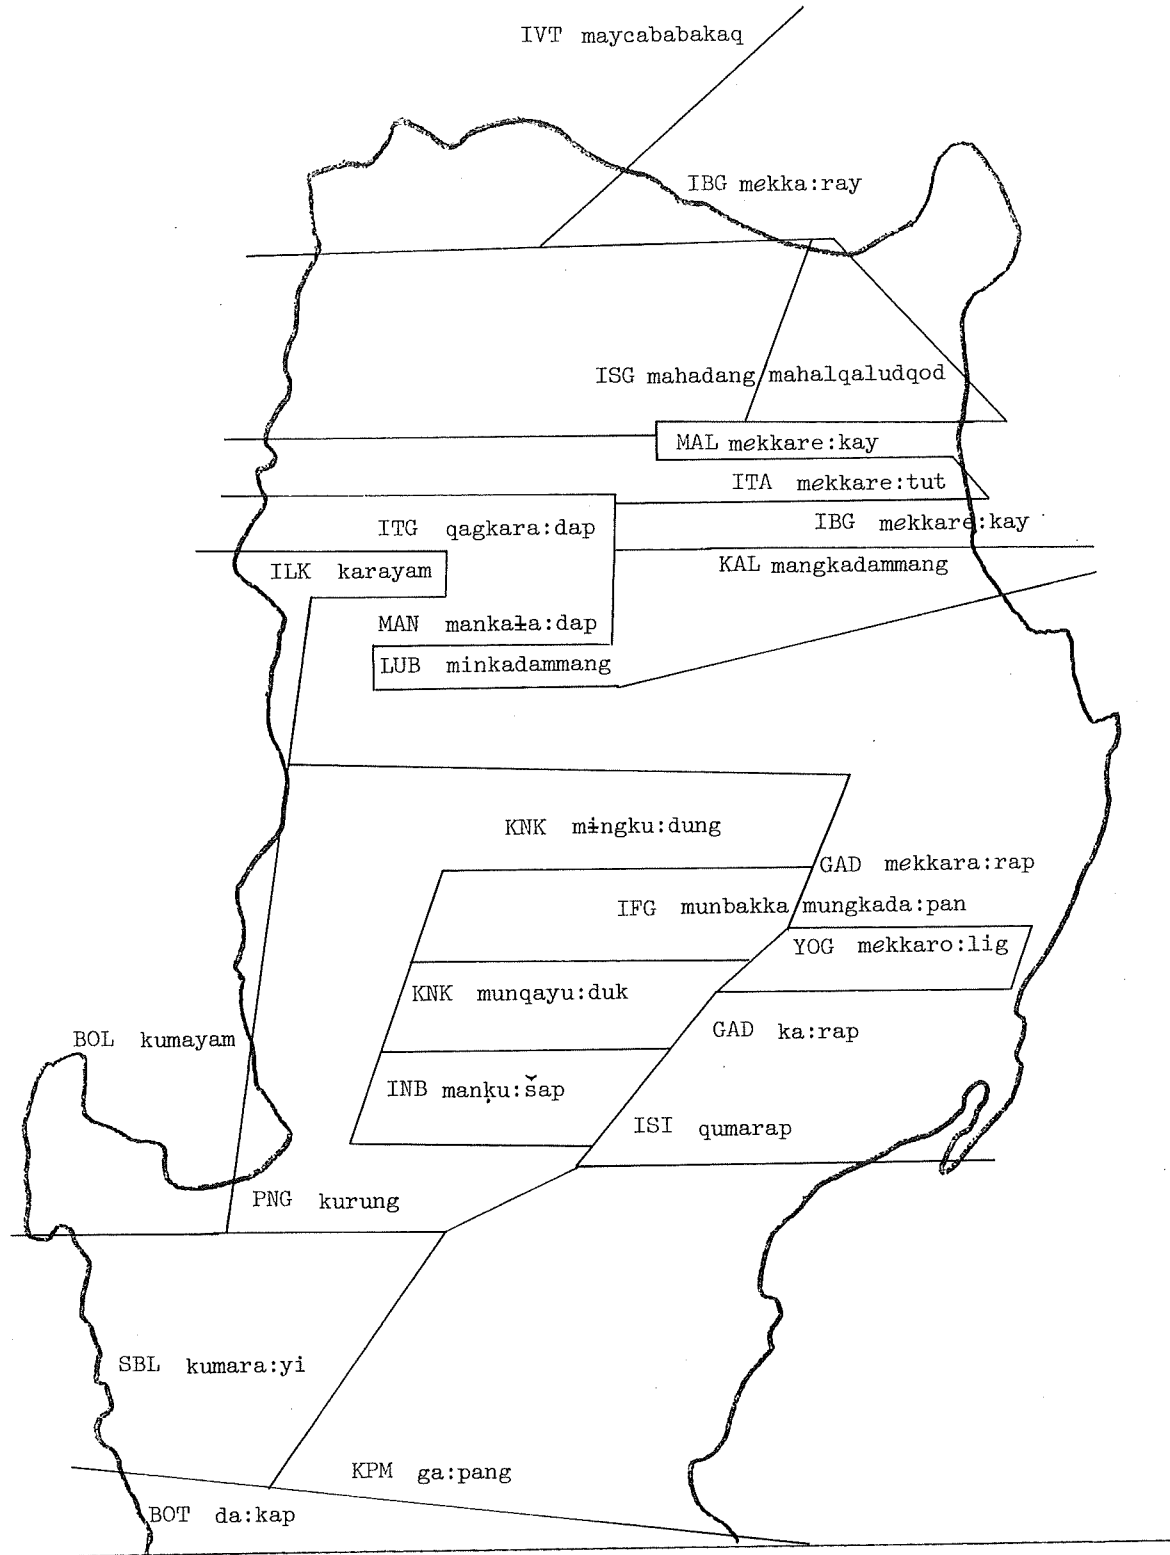 IVT maycababakaq
IBG mekka:ray
ISG mahadang/mahalqaludqod
MAL mekkare:kay
ITA mekkare:tut
ITG qagkara:dap
IBG mekkare:kay
ILK karayam
KAL mangkadammang
MAN mankaƚa:dap
LUB minkadammang
KNK mɨngku:dung
GAD mekkara:rap
IFG munbakka/mungkada:pan
YOG mekkaro:lig
KNK munqayu:duk
GAD ka:rap
BOL kumayam
INB manḳu:šap
ISI qumarap
PNG kurung
SBL kumara:yi
KPM ga:pang
BOT da:kap